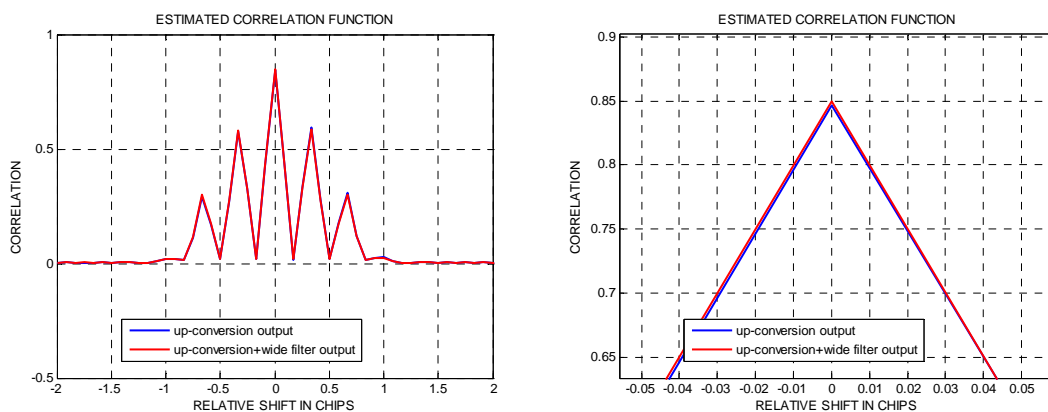 ESTIMATED CORRELATION FUNCTION
1
0.5
0
-0.5
CORRELATION
up-conversion output
up-conversion+wide filter output
-2 -1.5 -1 -0.5 0 0.5 1 1.5 2
RELATIVE SHIFT IN CHIPS
ESTIMATED CORRELATION FUNCTION
0.9
0.85
0.8
0.75
0.7
0.65
CORRELATION
up-conversion output
up-conversion+wide filter output
-0.05 -0.04 -0.03 -0.02 -0.01 0 0.01 0.02 0.03 0.04 0.05
RELATIVE SHIFT IN CHIPS